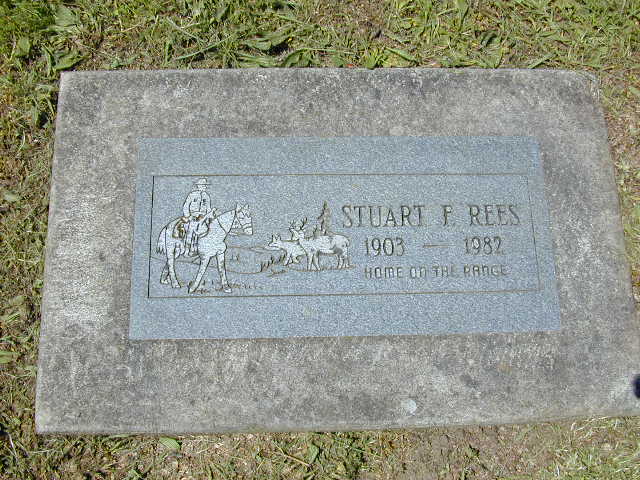 STUART F. REES
1903 — 1982
HOME ON THE RANGE